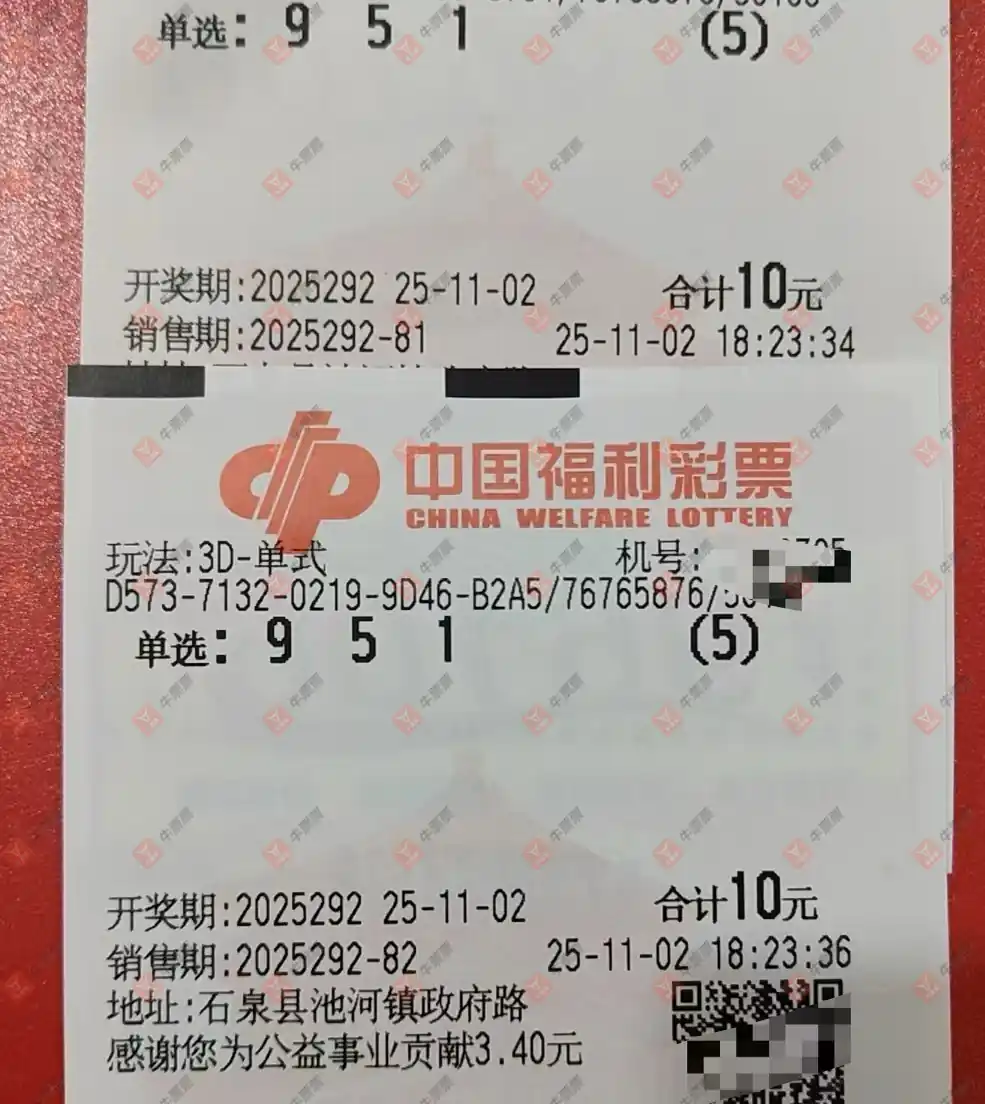 单选: 9 5 1 (5)
开奖期:2025292 25-11-02 合计10元
销售期:2025292-81 25-11-02 18:23:34
中国福利彩票
CHINA WELFARE LOTTERY
玩法:3D-单式 机号:
D573-7132-0219-9D46-B2A5/76765876/
单选: 9 5 1 (5)
开奖期:2025292 25-11-02 合计10元
销售期:2025292-82 25-11-02 18:23:36
地址:石泉县池河镇政府路
感谢您为公益事业贡献3.40元
牛票票